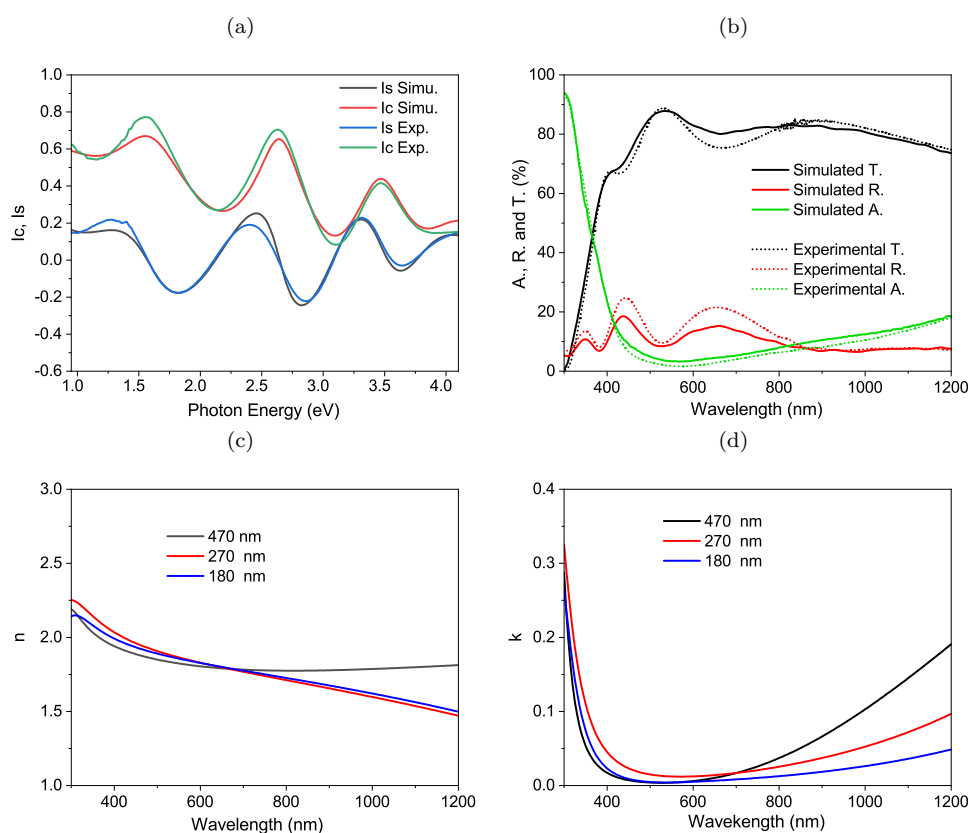 (a)
1.0
0.8
0.6
0.4
0.2
0.0
-0.2
-0.4
-0.6
Ic, Is
Is Simu.
Ic Simu.
Is Exp.
Ic Exp.
1.0 1.5 2.0 2.5 3.0 3.5 4.0
Photon Energy (eV)
(b)
100
80
60
40
20
0
A., R. and T. (%)
Simulated T.
Simulated R.
Simulated A.
Experimental T.
Experimental R.
Experimental A.
400 600 800 1000 1200
Wavelength (nm)
(c)
3.0
2.5
2.0
1.5
1.0
n
470 nm
270 nm
180 nm
400 600 800 1000 1200
Wavelength (nm)
(d)
0.4
0.3
0.2
0.1
0.0
k
470 nm
270 nm
180 nm
400 600 800 1000 1200
Wavekength (nm)